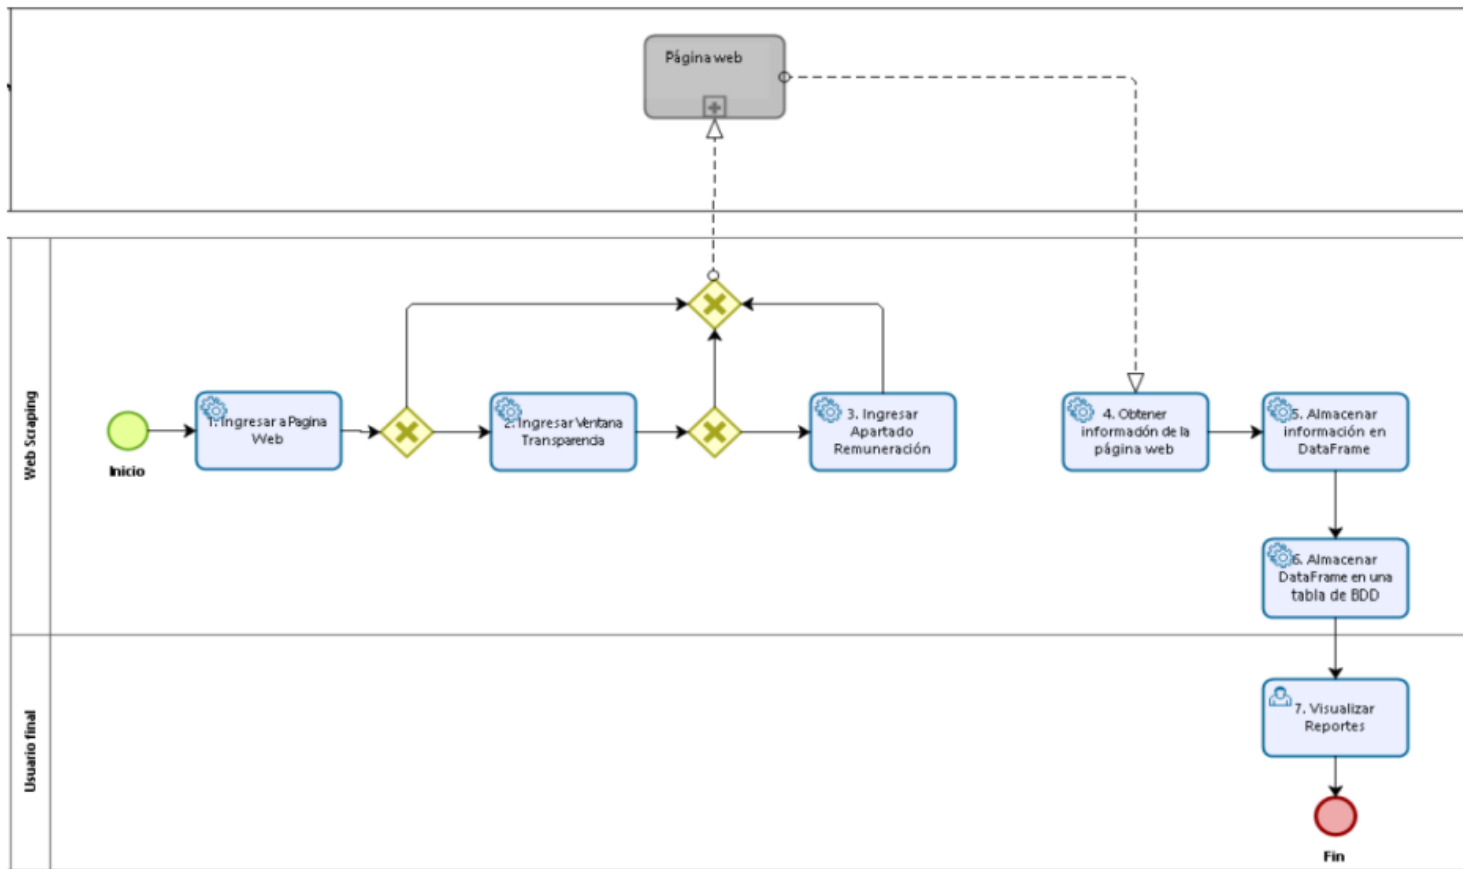 Página web
Web Scraping
Inicio
1. Ingresar a Pagina
Web
2. Ingresar Ventana
Transparencia
3. Ingresar
Apartado
Remuneración
4. Obtener
información de la
página web
5. Almacenar
información en
DataFrame
6. Almacenar
DataFrame en una
tabla de BDD
Usuario final
7. Visualizar
Reportes
Fin